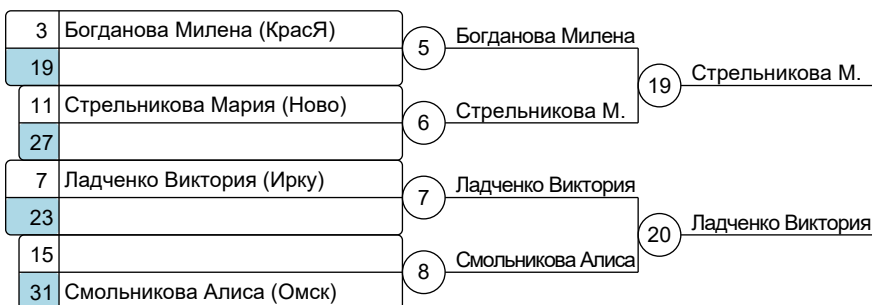 3 Богданова Милена (КрасЯ)
5 Богданова Милена
19
19 Стрельникова М.
11 Стрельникова Мария (Ново)
6 Стрельникова М.
27
7 Ладченко Виктория (Ирку)
7 Ладченко Виктория
23
20 Ладченко Виктория
15
8 Смольникова Алиса
31 Смольникова Алиса (Омск)